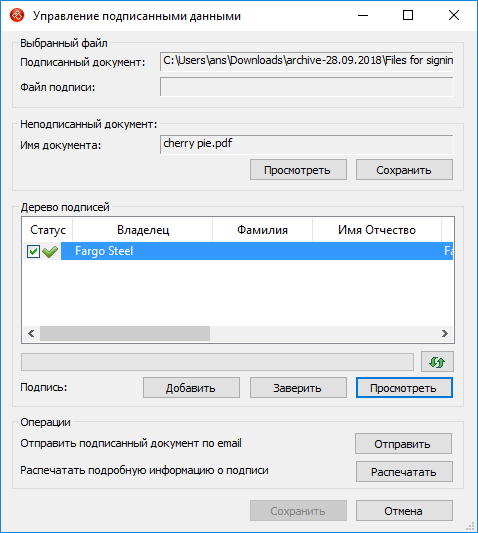 Управление подписанными данными
Выбранный файл
Подписанный документ: C:\Users\ans\Downloads\archive-28.09.2018\Files for signin
Файл подписи:
Неподписанный документ:
Имя документа: cherry pie.pdf
Просмотреть Сохранить
Дерево подписей
Статус Владелец Фамилия Имя Отчество
Fargo Steel Fa
Подпись: Добавить Заверить Просмотреть
Операции
Отправить подписанный документ по email Отправить
Распечатать подробную информацию о подписи Распечатать
Сохранить Отмена